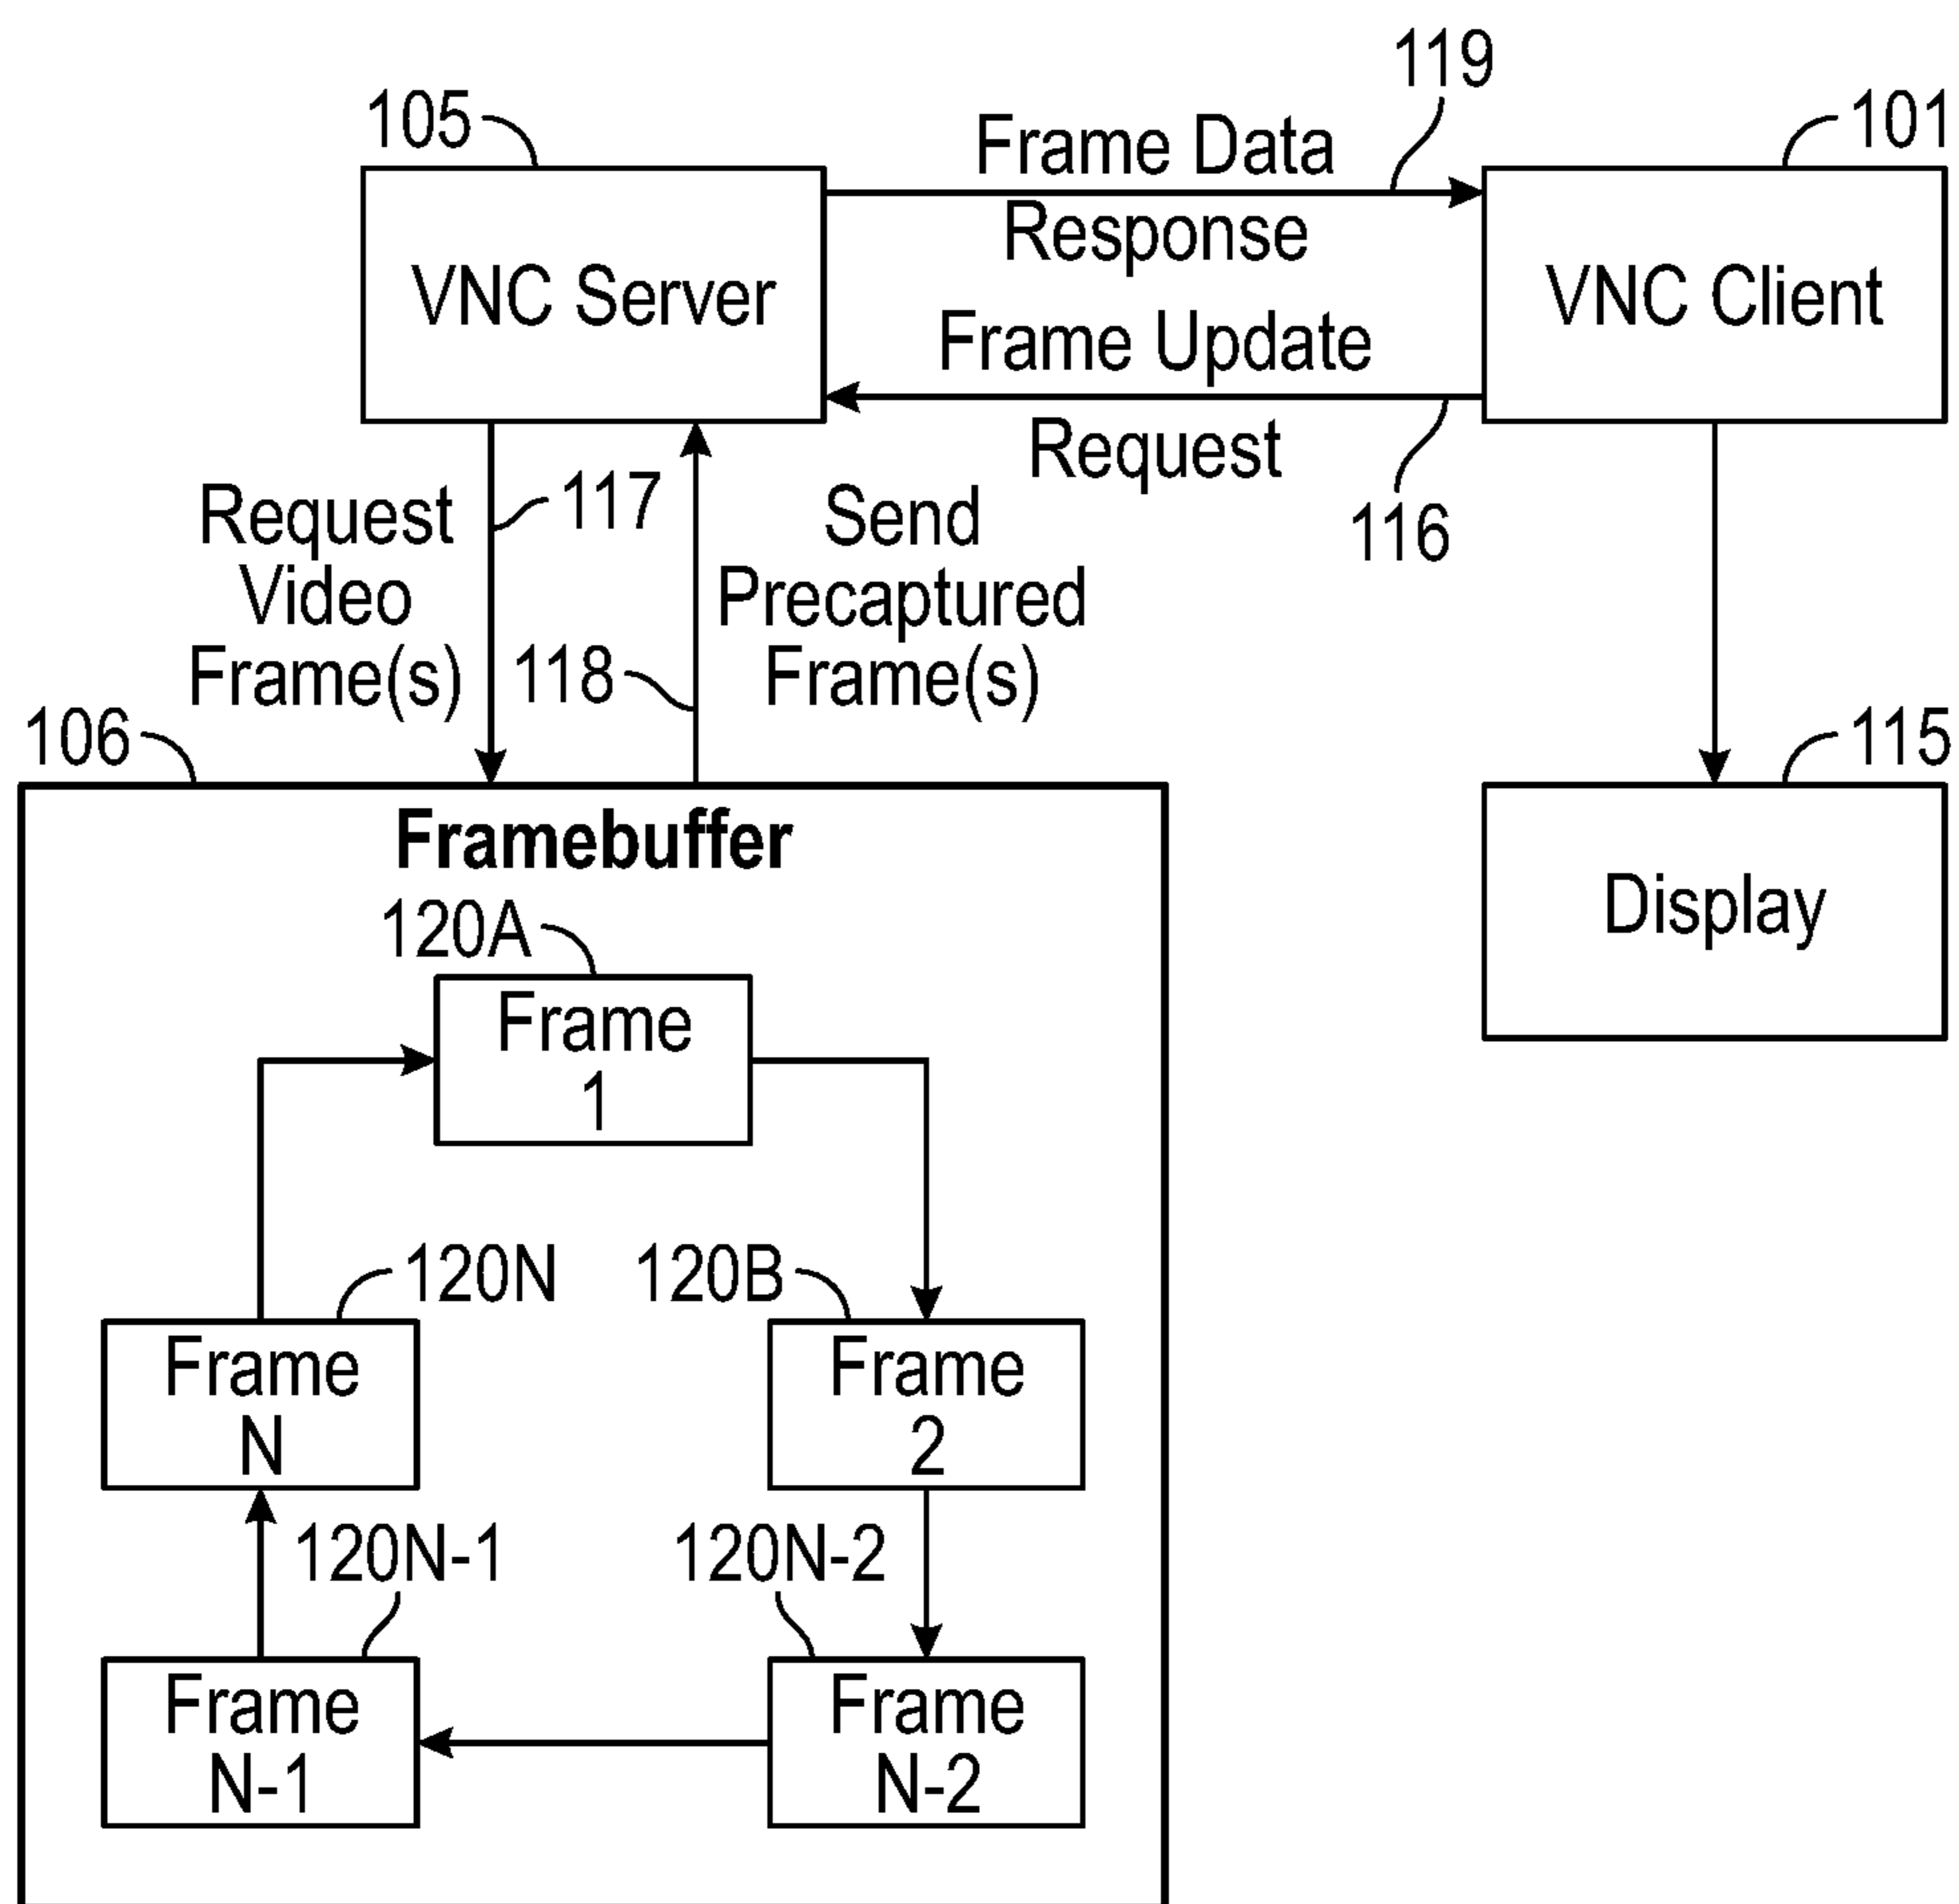 119
105
Frame Data
101
Response
VNC Server
VNC Client
Frame Update
Request
116
Request
Video
Frame(s)
117
118
Send
Precaptured
Frame(s)
106
115
Framebuffer
Display
120A
Frame
1
120N
120B
Frame
N
Frame
2
120N-1
120N-2
Frame
N-1
Frame
N-2